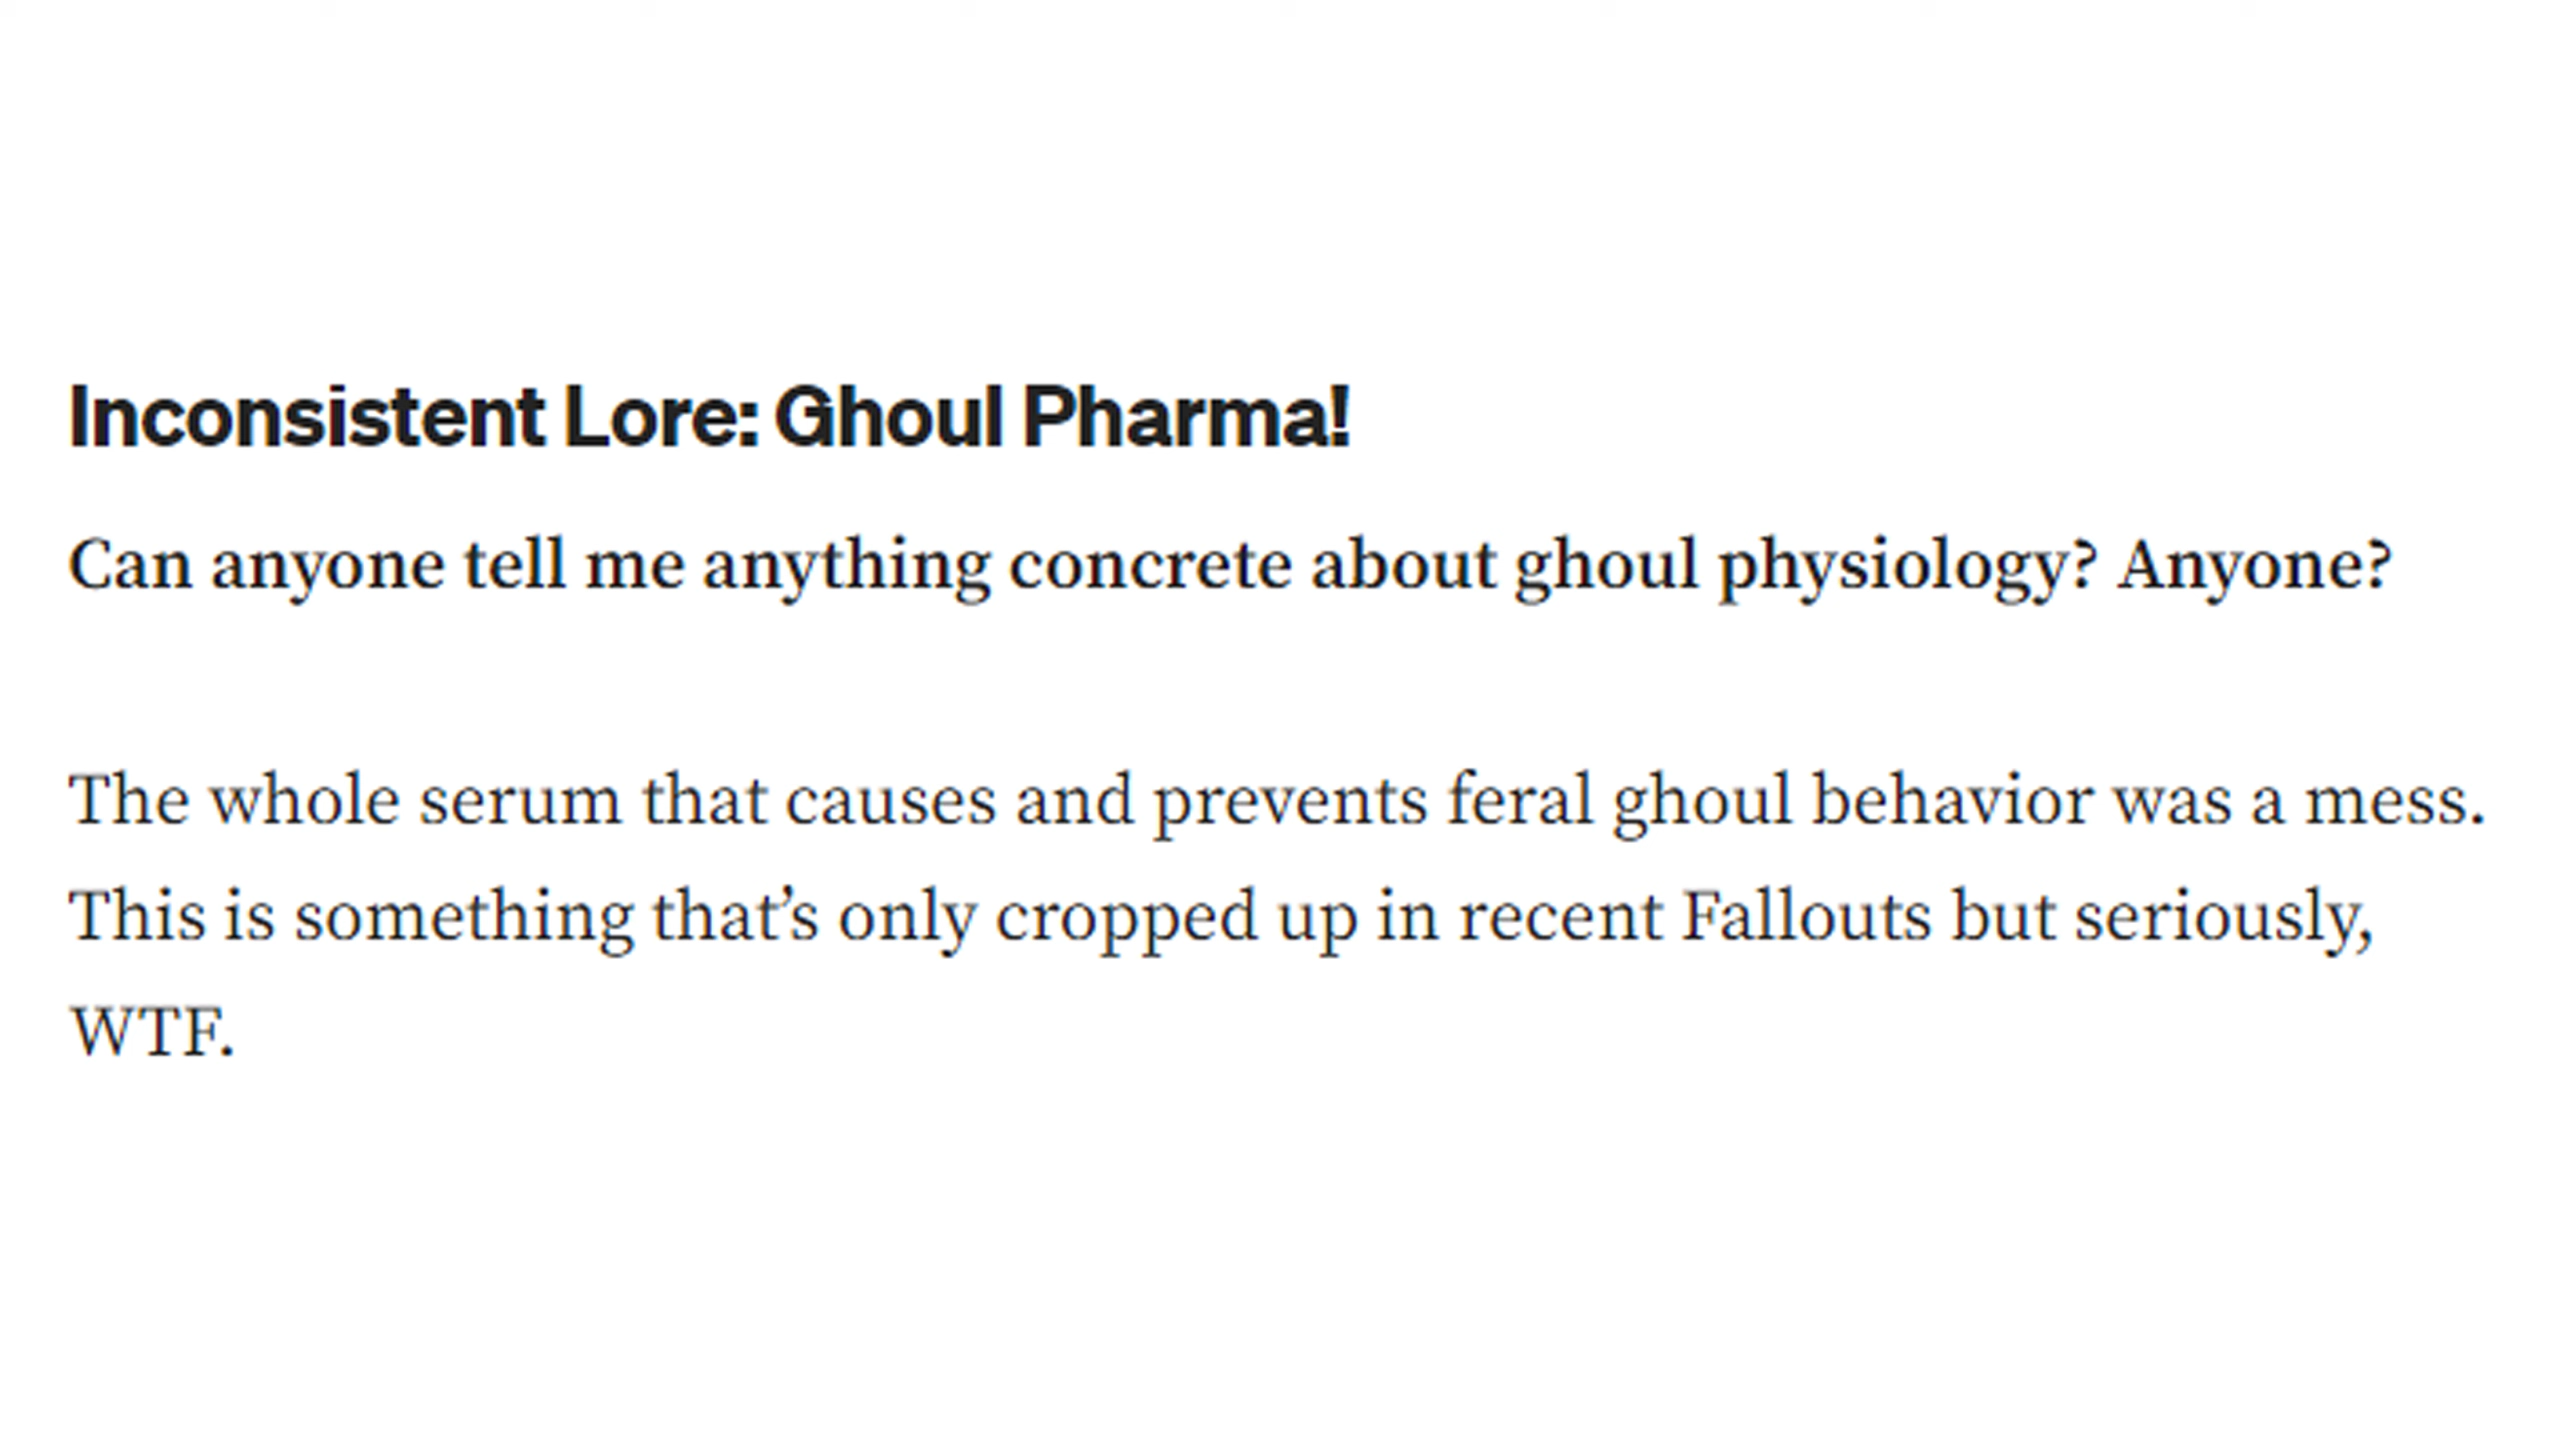 Inconsistent Lore: Ghoul Pharma!
Can anyone tell me anything concrete about ghoul physiology? Anyone?
The whole serum that causes and prevents feral ghoul behavior was a mess.
This is something that’s only cropped up in recent Fallouts but seriously,
WTF.